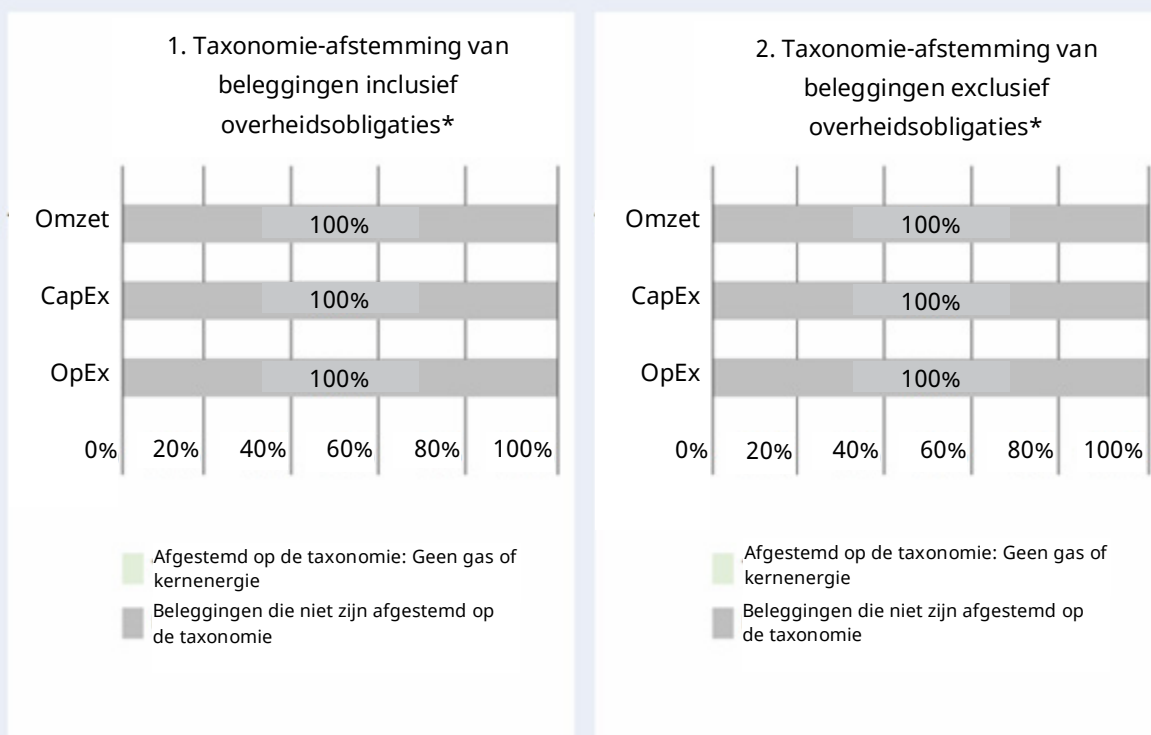 1. Taxonomie-afstemming van
beleggingen inclusief
overheidsobligaties*
Omzet
100%
CapEx
100%
OpEx
100%
0% 20% 40% 60% 80% 100%
Afgestemd op de taxonomie: Geen gas of
kernenergie
Beleggingen die niet zijn afgestemd op
de taxonomie
2. Taxonomie-afstemming van
beleggingen exclusief
overheidsobligaties*
Omzet
100%
CapEx
100%
OpEx
100%
0% 20% 40% 60% 80% 100%
Afgestemd op de taxonomie: Geen gas of
kernenergie
Beleggingen die niet zijn afgestemd op
de taxonomie